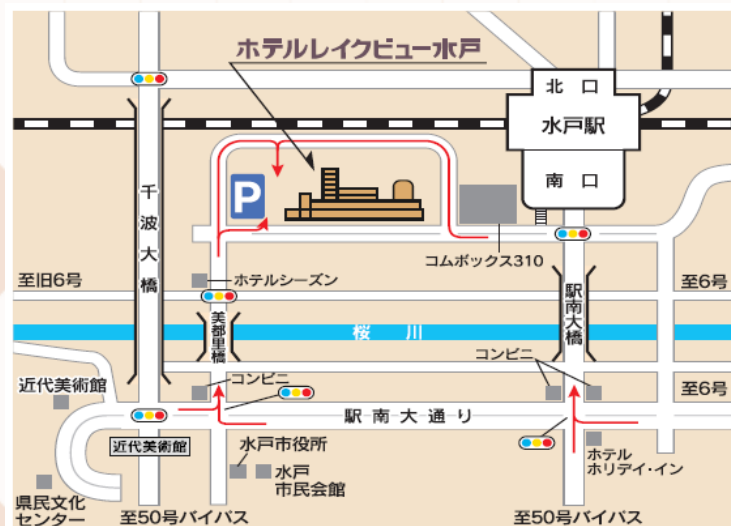 ホテルレイクビュー水戸
北 口
水戸駅
南 口
P
千波大橋
コムボックス310
至旧6号
ホテルシーズン
至6号
美都里橋
桜 川
駅南大橋
コンビニ
コンビニ
近代美術館
至6号
駅 南 大 通 り
近代美術館
水戸市役所
水戸
市民会館
ホテル
ホリデイ・イン
県民文化
センター
至50号バイパス
至50号バイパス